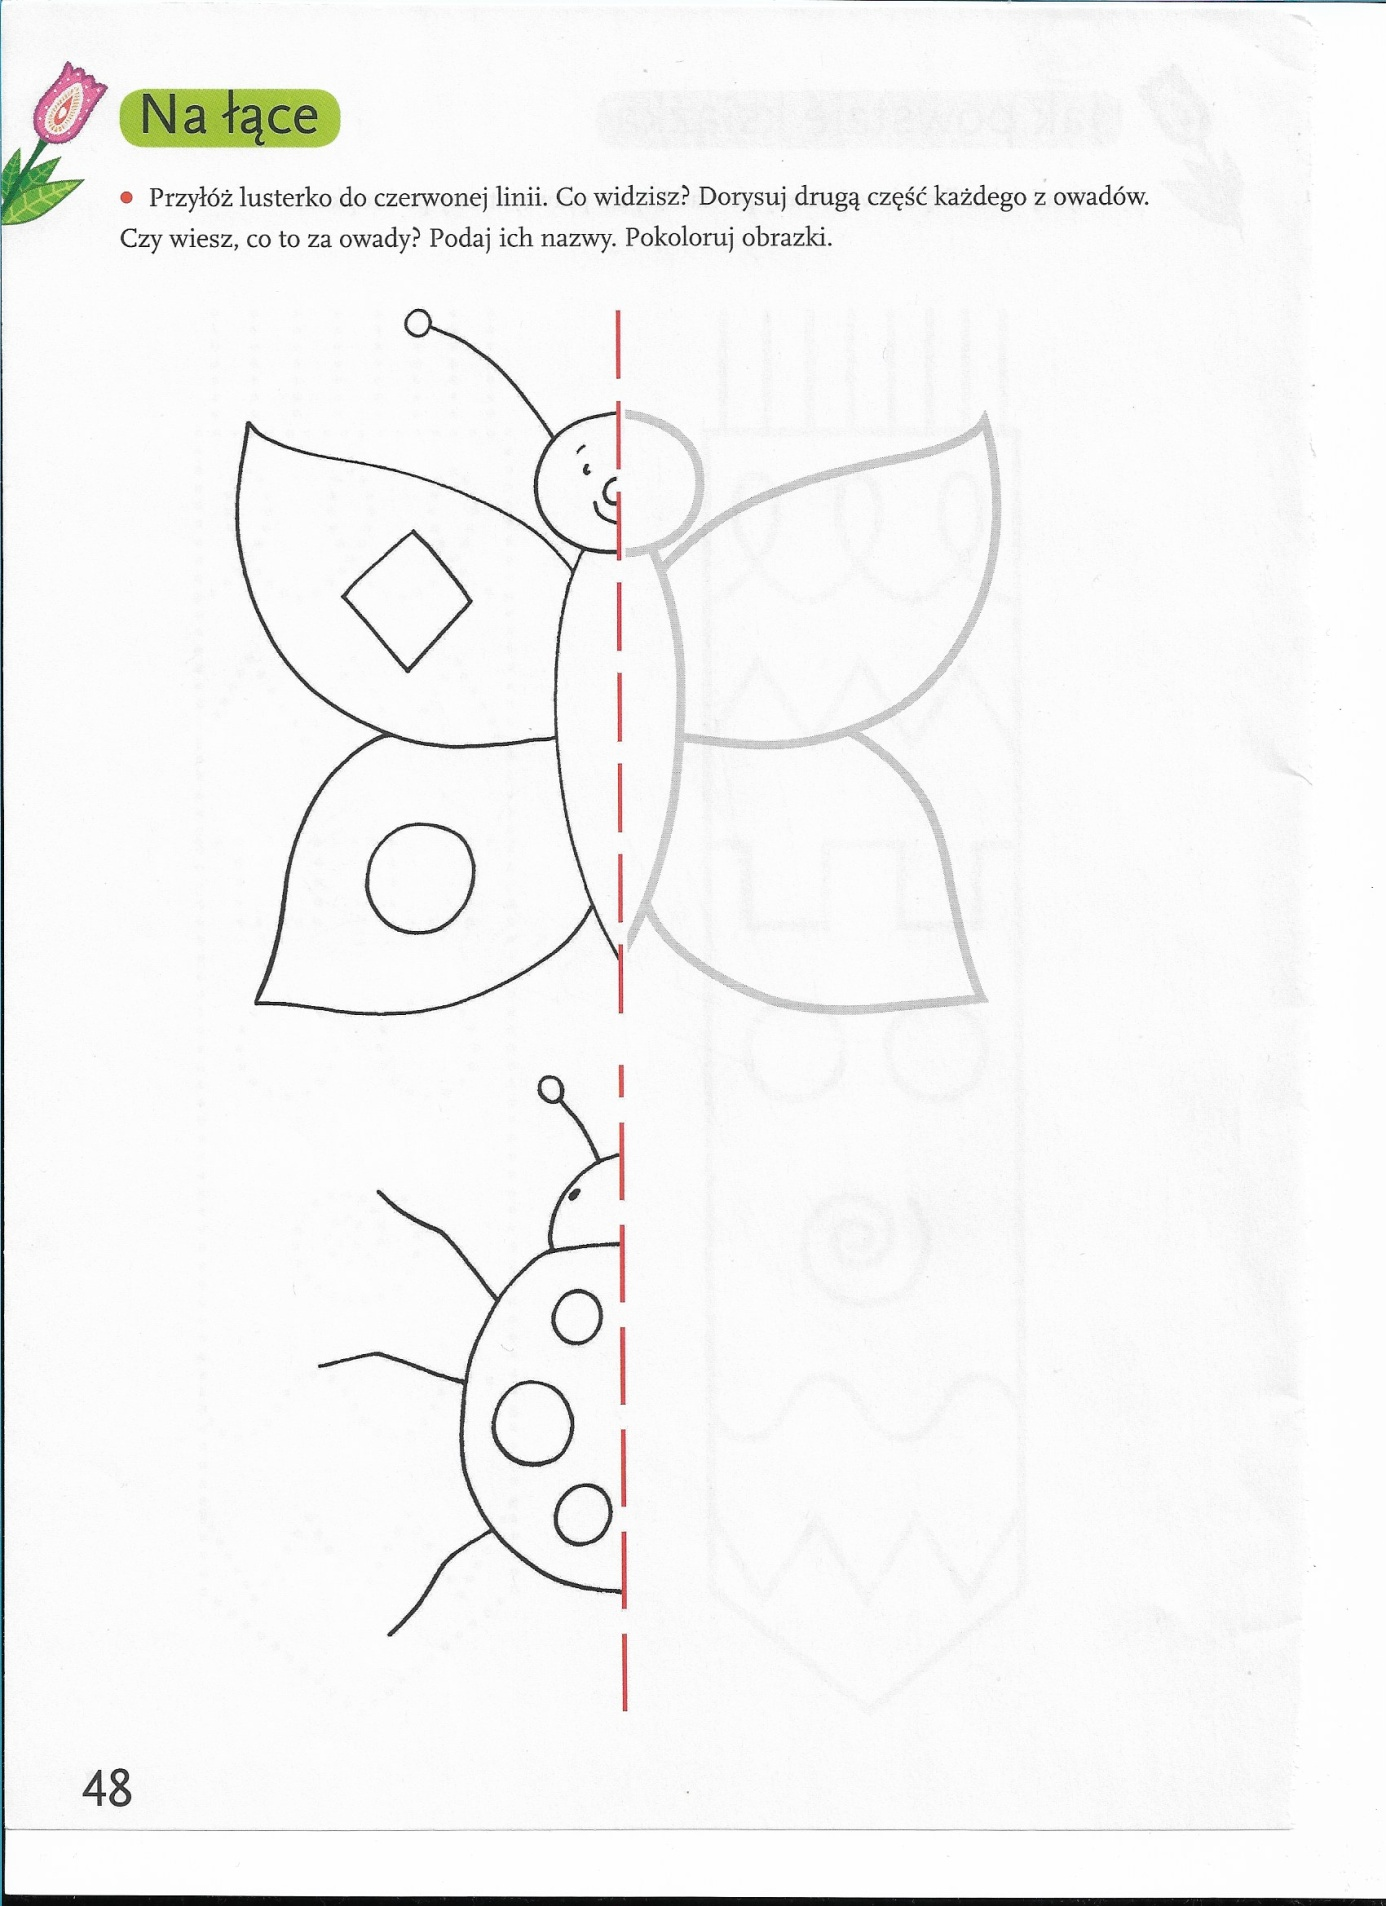 Na łące
• Przyłóż lusterko do czerwonej linii. Co widzisz? Dorysuj drugą część każdego z owadów.
Czy wiesz, co to za owady? Podaj ich nazwy. Pokoloruj obrazki.
48